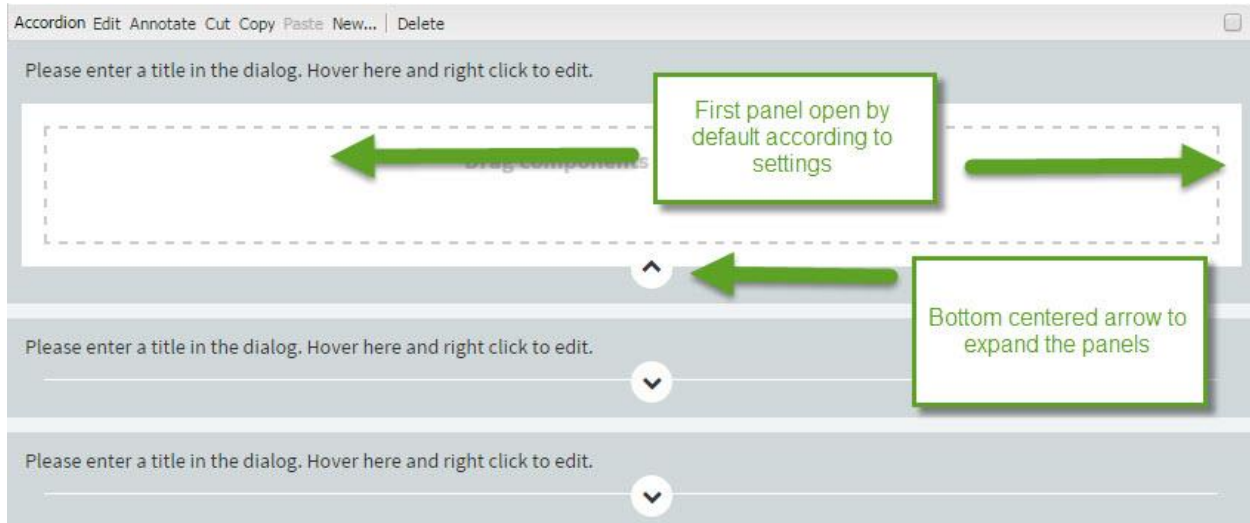 Accordion Edit Annotate Cut Copy Paste New... | Delete
Please enter a title in the dialog. Hover here and right click to edit.
First panel open by
default according to
settings
Drag components
Bottom centered arrow to
expand the panels
Please enter a title in the dialog. Hover here and right click to edit.
Please enter a title in the dialog. Hover here and right click to edit.